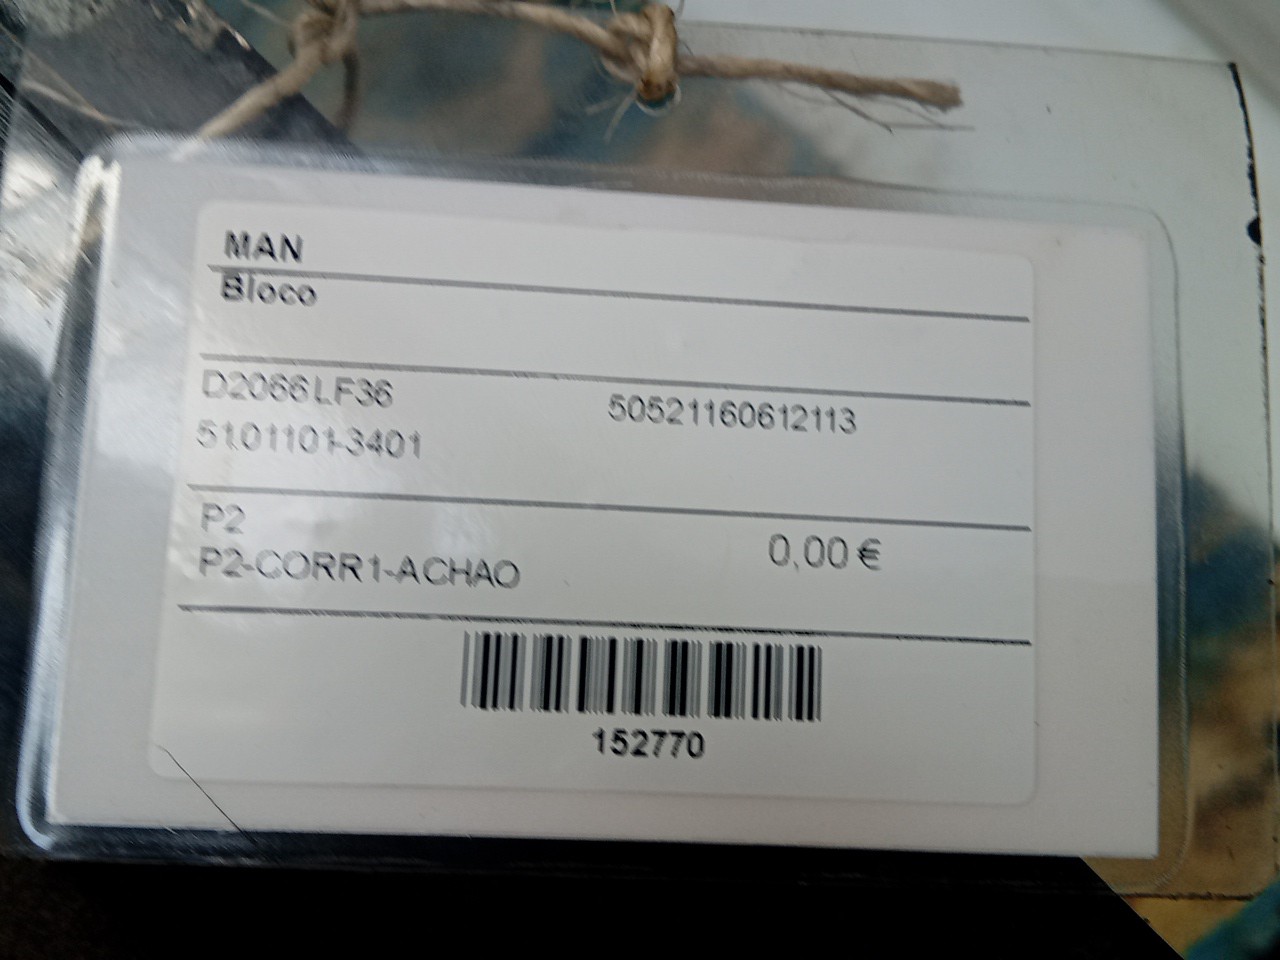 MAN
Bloco
D2066LF36 50521160612113
51.01101-3401
P2
P2-CORR1-ACHAO 0,00 €
152770